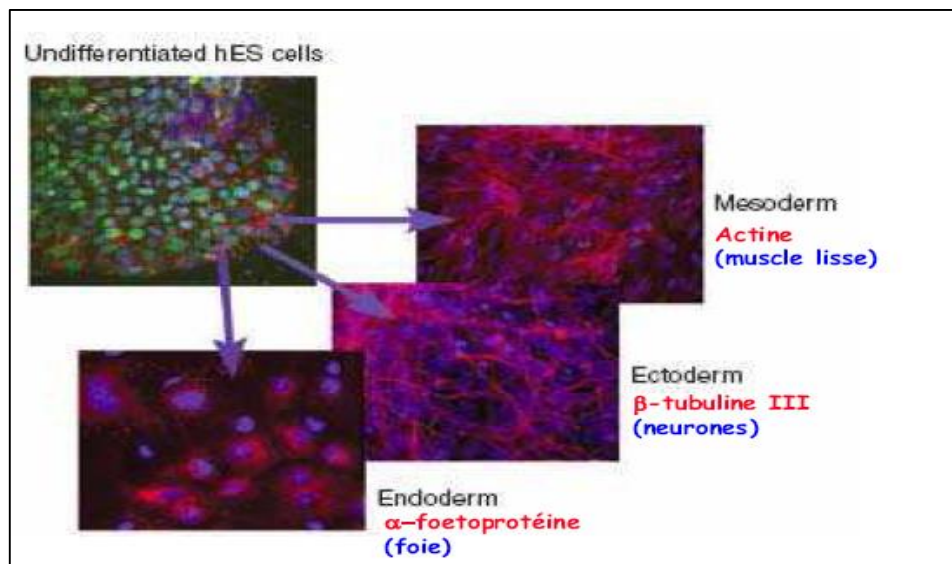 Undifferentiated hES cells
Mesoderm
Actine
(muscle lisse)
Ectoderm
β-tubuline III
(neurones)
Endoderm
α-foetoprotéine
(foie)